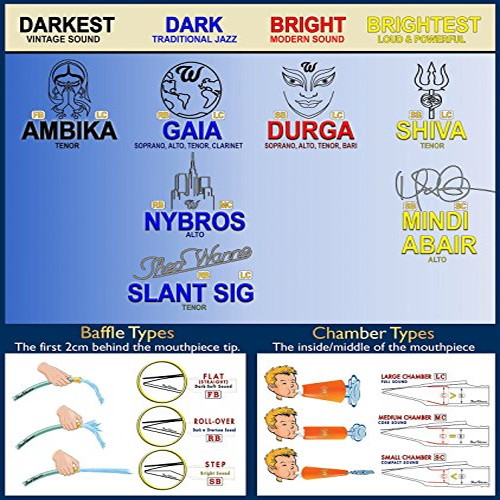 DARKEST
VINTAGE SOUND
DARK
TRADITIONAL JAZZ
BRIGHT
MODERN SOUND
BRIGHTEST
LOUD & POWERFUL
FB LC
AMBIKA
TENOR
W
RB LC
GAIA
SOPRANO, ALTO, TENOR, CLARINET
SB LC
DURGA
SOPRANO, ALTO, TENOR, BARI
SB LC
SHIVA
TENOR
RB MC
NYBROS
ALTO
SB SC
MINDI
ABAIR
ALTO
Theo Wanne
RB LC
SLANT SIG
TENOR
Baffle Types
The first 2cm behind the mouthpiece tip.
FLAT
(STRAIGHT)
Dark-Soft Sound
FB
ROLL-OVER
RB
STEP
Bright Sound
SB
Chamber Types
The inside/middle of the mouthpiece
LARGE CHAMBER LC
FULL SOUND
MEDIUM CHAMBER MC
CORE SOUND
SMALL CHAMBER SC
COMPACT SOUND